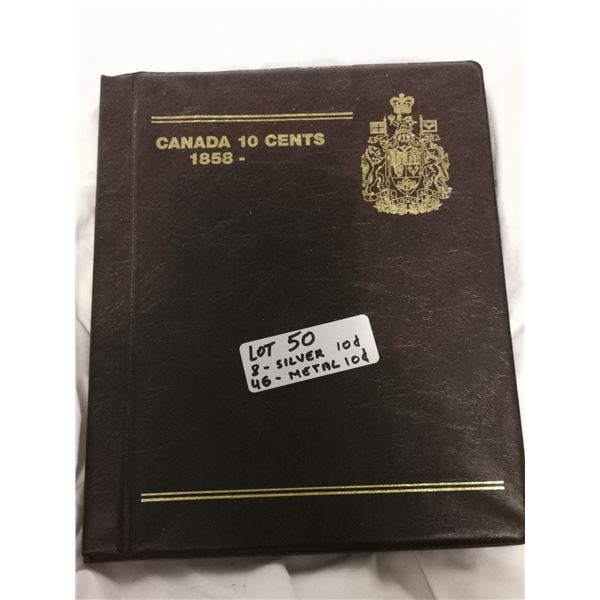 CANADA 10 CENTS
1858 -
LOT 50
8 - SILVER 10¢
46 - METAL 10¢